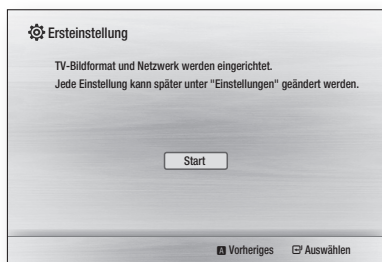 Ersteinstellung
TV-Bildformat und Netzwerk werden eingerichtet.
Jede Einstellung kann später unter "Einstellungen" geändert werden.
Start
A Vorheriges Auswählen